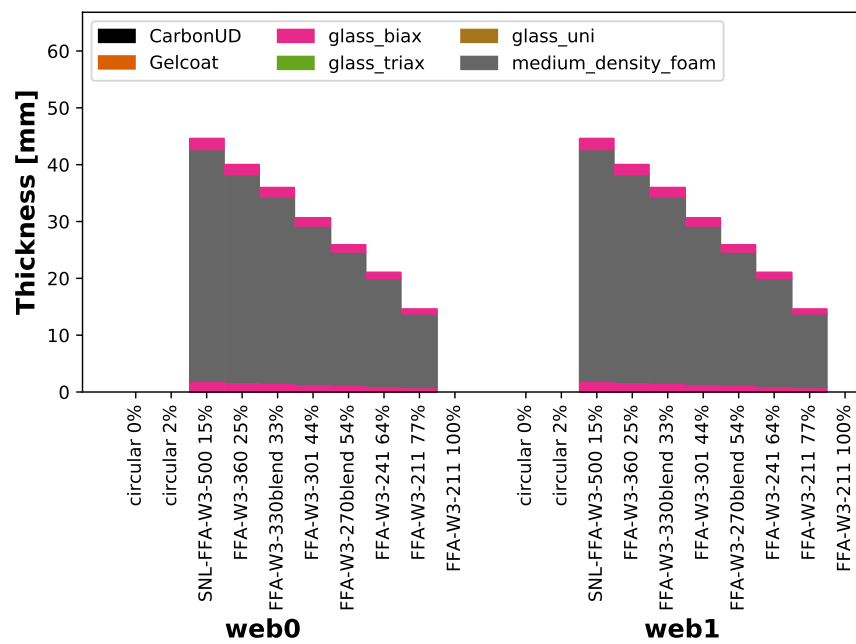 CarbonUD
Gelcoat
glass_biax
glass_triax
glass_uni
medium_density_foam
Thickness [mm]
60
50
40
30
20
10
0
circular 0%
circular 2%
SNL-FFA-W3-500 15%
FFA-W3-360 25%
FFA-W3-330blend 33%
FFA-W3-301 44%
FFA-W3-270blend 54%
FFA-W3-241 64%
FFA-W3-211 77%
FFA-W3-211 100%
circular 0%
circular 2%
SNL-FFA-W3-500 15%
FFA-W3-360 25%
FFA-W3-330blend 33%
FFA-W3-301 44%
FFA-W3-270blend 54%
FFA-W3-241 64%
FFA-W3-211 77%
FFA-W3-211 100%
web0
web1